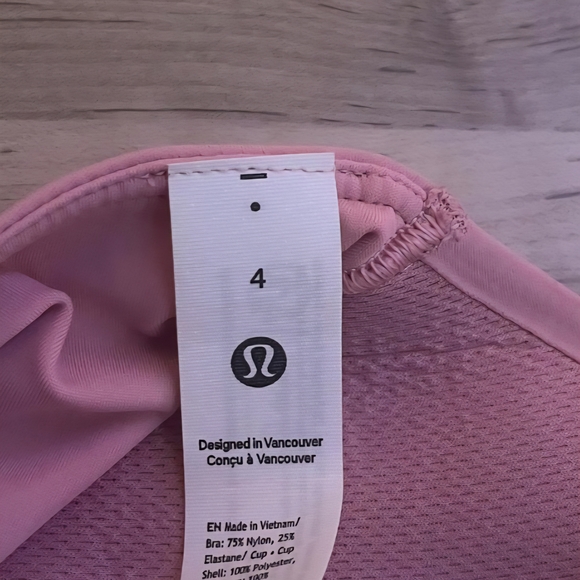 4
Designed in Vancouver
Conçu à Vancouver
EN Made in Vietnam/
Bra: 75% Nylon, 25%
Elastane/ Cup • Cup
Shell: 100% Polyester,
100%